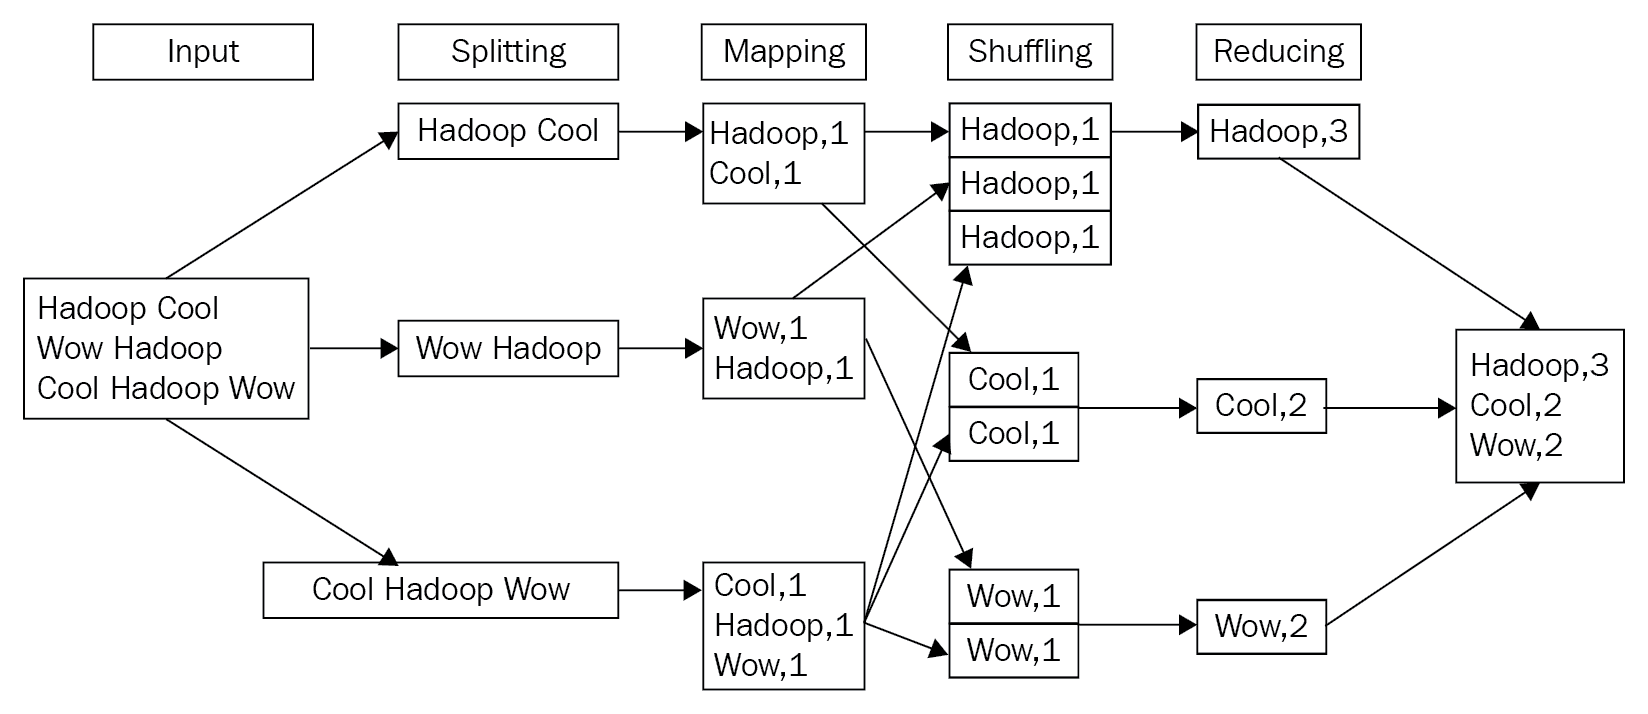 Input
Splitting
Mapping
Shuffling
Reducing
Hadoop Cool
Wow Hadoop
Cool Hadoop Wow
Hadoop Cool
Wow Hadoop
Cool Hadoop Wow
Hadoop,1
Cool,1
Wow,1
Hadoop,1
Cool,1
Hadoop,1
Wow,1
Hadoop,1
Hadoop,1
Hadoop,1
Cool,1
Cool,1
Wow,1
Wow,1
Hadoop,3
Cool,2
Wow,2
Hadoop,3
Cool,2
Wow,2